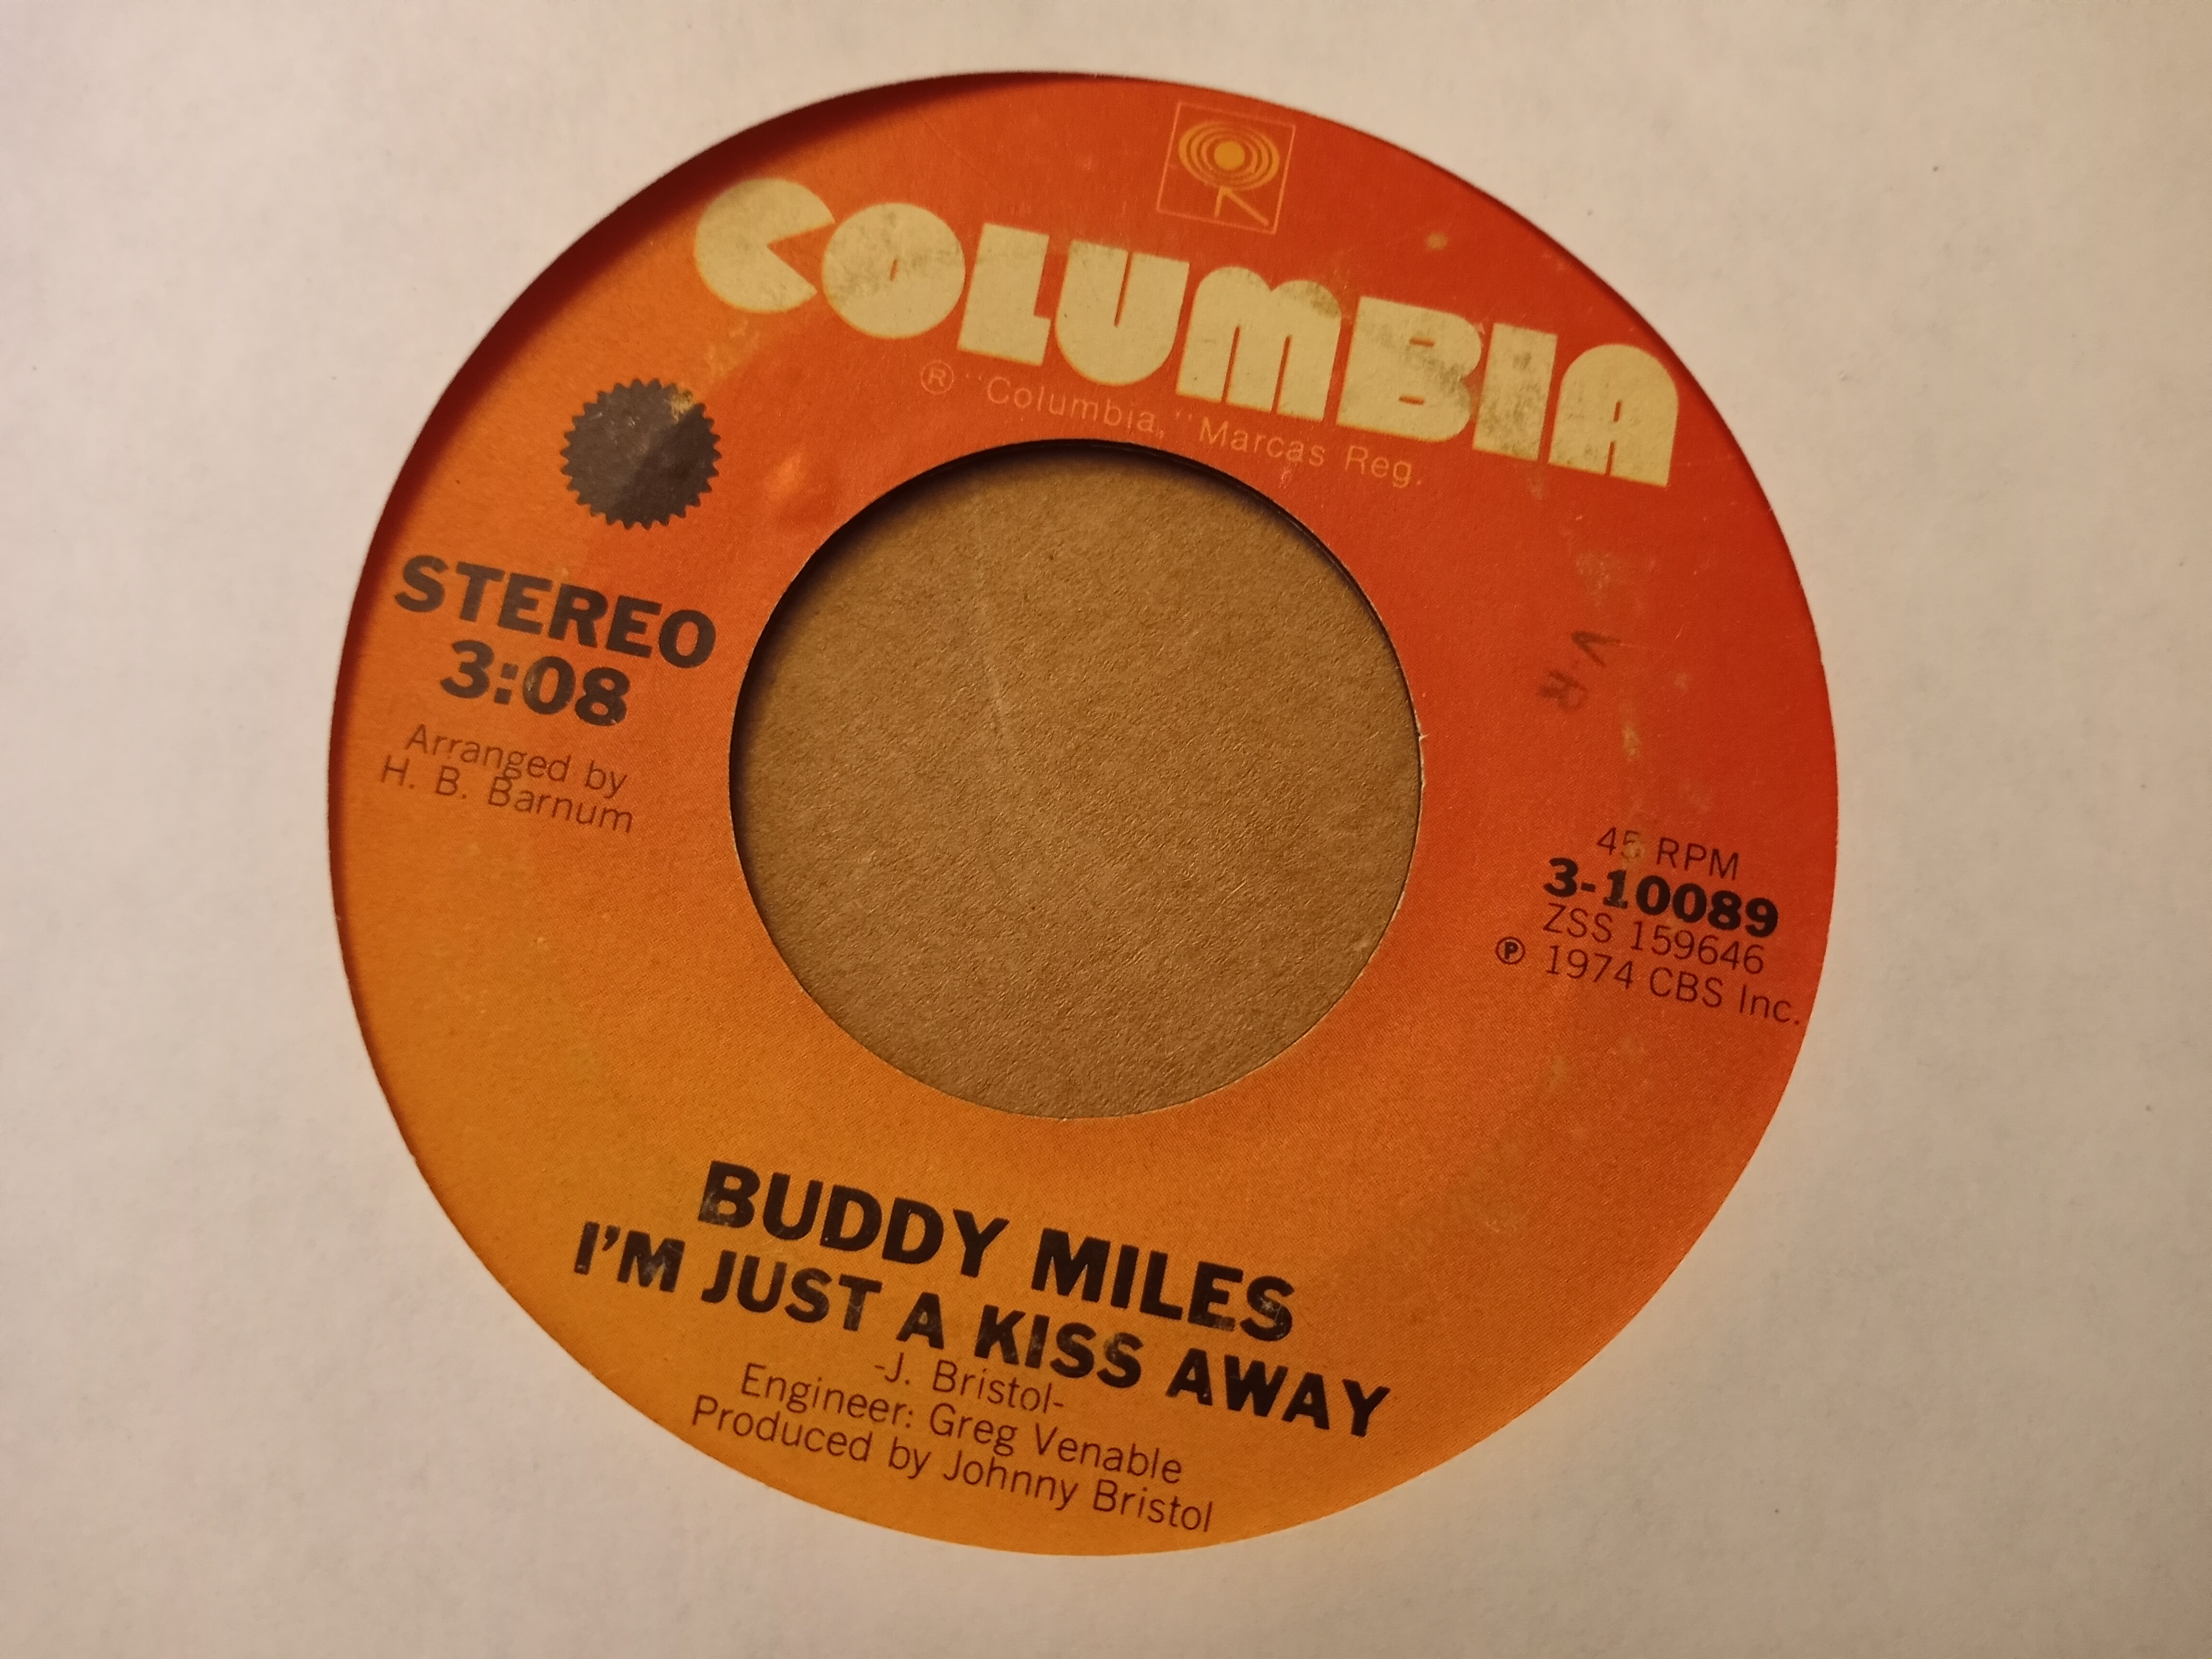 COLUMBIA
® "Columbia," Marcas Reg.
STEREO
3:08
Arranged by
H. B. Barnum
V-R
45 RPM
3-10089
ZSS 159646
Ⓟ 1974 CBS Inc.
BUDDY MILES
I'M JUST A KISS AWAY
-J. Bristol-
Engineer: Greg Venable
Produced by Johnny Bristol